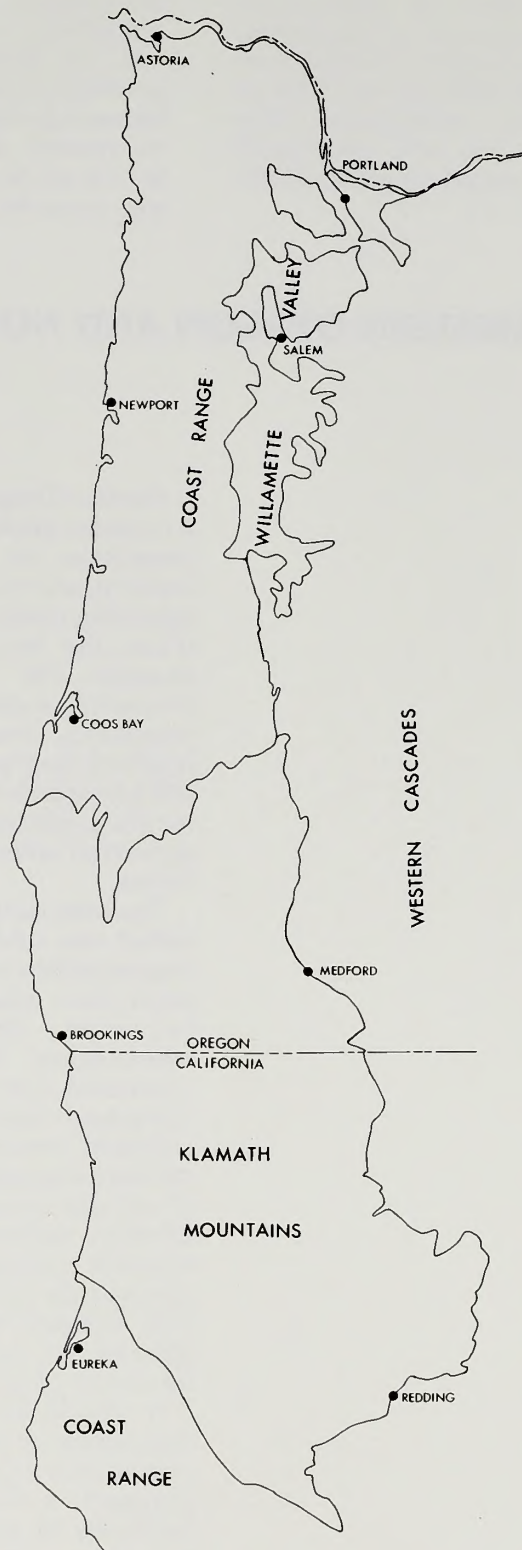 ASTORIA
PORTLAND
VALLEY
SALEM
NEWPORT
COAST RANGE
WILLAMETTE
COOS BAY
WESTERN CASCADES
MEDFORD
BROOKINGS
OREGON
CALIFORNIA
KLAMATH
MOUNTAINS
EUREKA
REDDING
COAST
RANGE